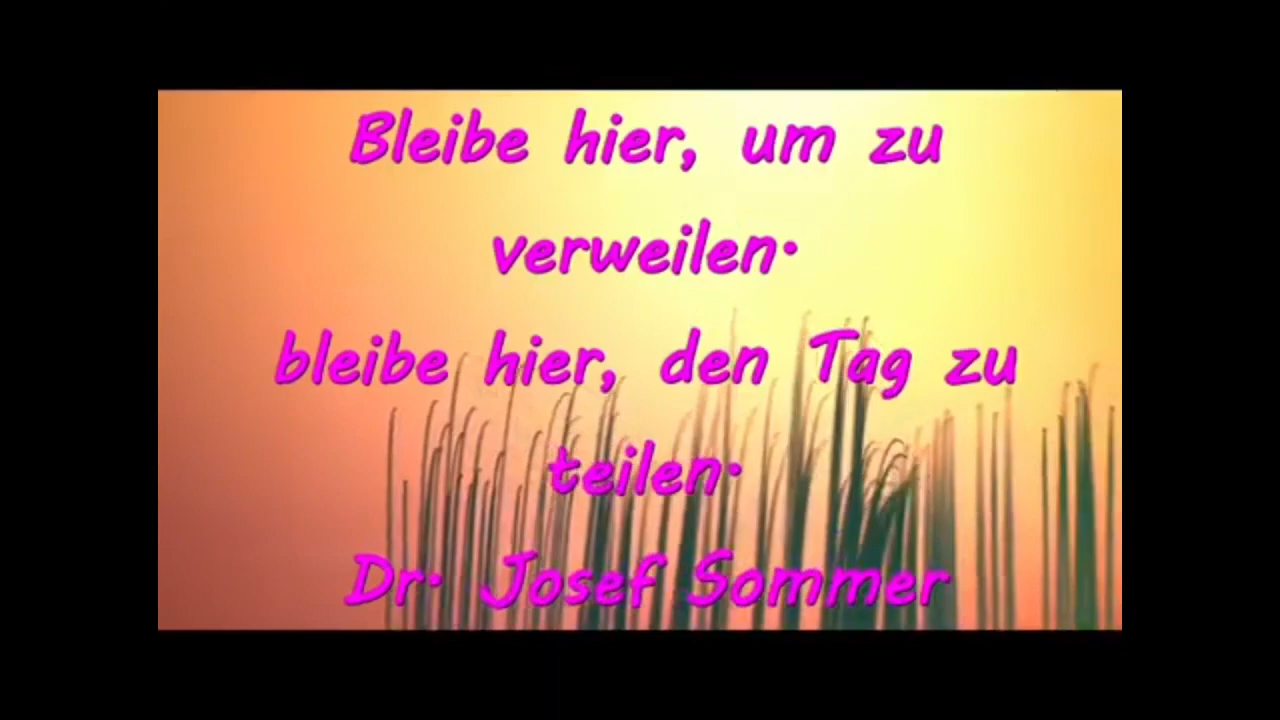 Bleibe hier, um zu
verweilen.
bleibe hier, den Tag zu
teilen.
Dr. Josef Sommer